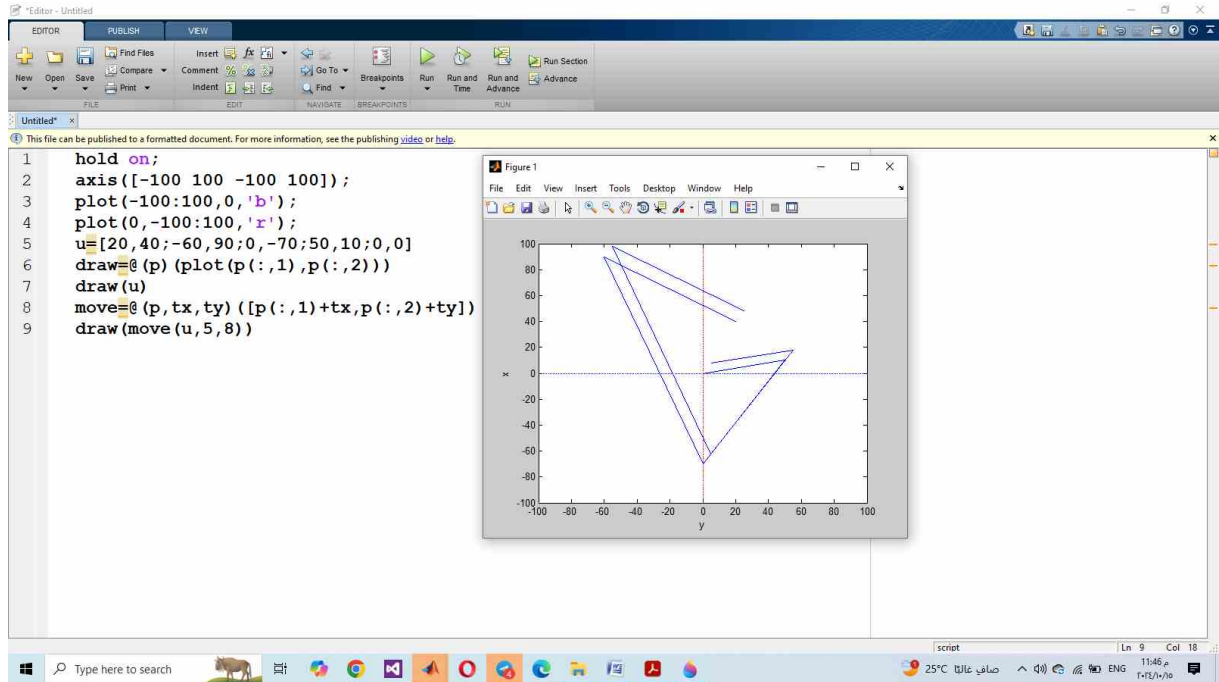 *Editor - Untitled
EDITOR PUBLISH VIEW
Find Files Insert fx Run Section
Compare Comment Go To Breakpoints Run Run and Time Run and Advance Advance
New Open Save Print Indent Find
FILE EDIT NAVIGATE BREAKPOINTS RUN
Untitled* ×
This file can be published to a formatted document. For more information, see the publishing video or help.
1 hold on;
2 axis([-100 100 -100 100]);
3 plot(-100:100,0,'b');
4 plot(0,-100:100,'r');
5 u=[20,40;-60,90;0,-70;50,10;0,0]
6 draw=@(p)(plot(p(:,1),p(:,2)))
7 draw(u)
8 move=@(p,tx,ty)([p(:,1)+tx,p(:,2)+ty])
9 draw(move(u,5,8))
Figure 1
File Edit View Insert Tools Desktop Window Help
100
80
60
40
20
x 0
-20
-40
-60
-80
-100
-100 -80 -60 -40 -20 0 20 40 60 80 100
y
script Ln 9 Col 18
Type here to search
25°C صاف غالبًا
ENG
11:46 م
٢٠٢٤/١٠/١٥